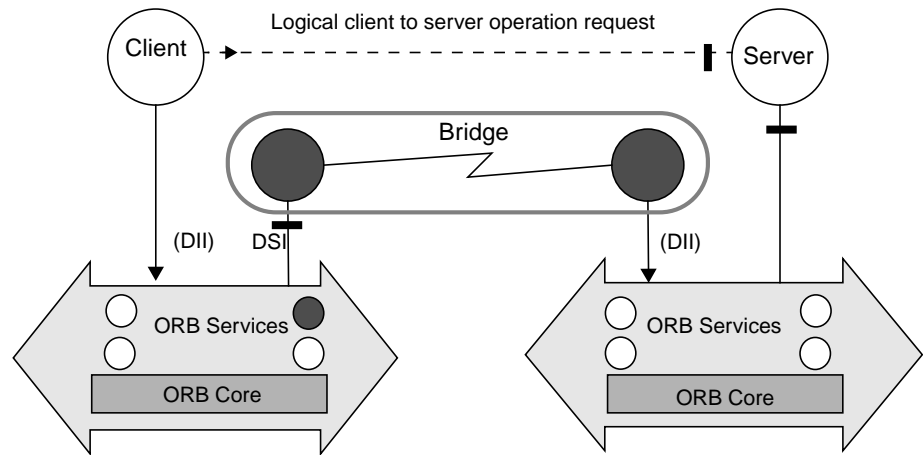 Logical client to server operation request
Client
Server
Bridge
(DII)
DSI
(DII)
ORB Services
ORB Services
ORB Core
ORB Core